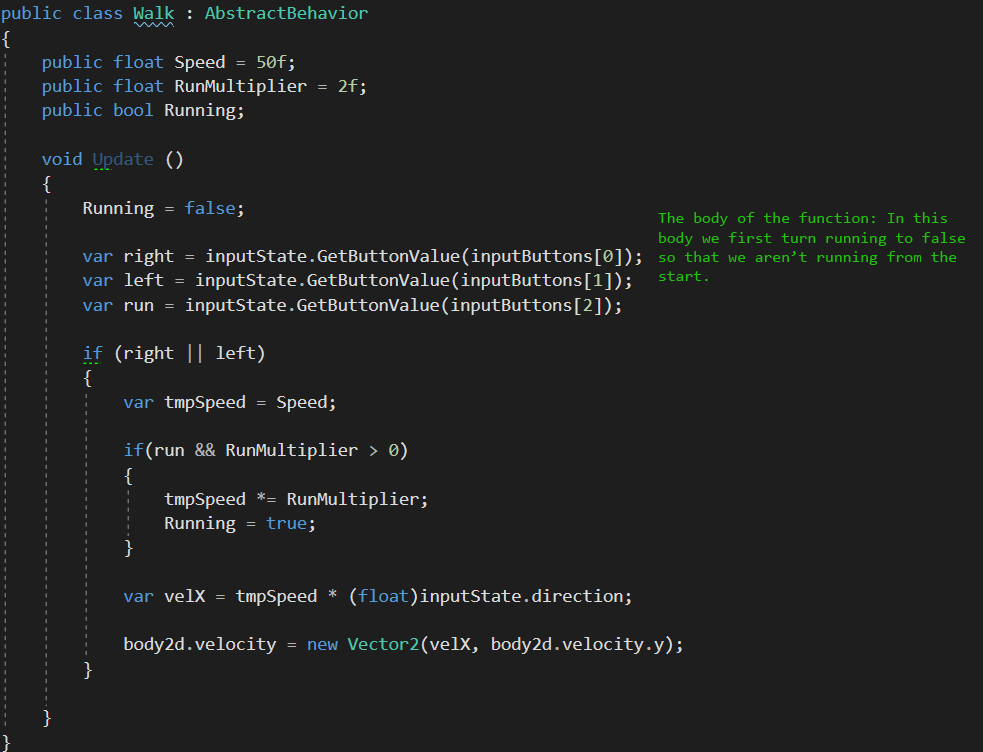 public class Walk : AbstractBehavior
{
public float Speed = 50f;
public float RunMultiplier = 2f;
public bool Running;
void Update ()
{
Running = false;
var right = inputState.GetButtonValue(inputButtons[0]);
var left = inputState.GetButtonValue(inputButtons[1]);
var run = inputState.GetButtonValue(inputButtons[2]);
The body of the function: In this
body we first turn running to false
so that we aren’t running from the
start.
if (right || left)
{
var tmpSpeed = Speed;
if(run && RunMultiplier > 0)
{
tmpSpeed *= RunMultiplier;
Running = true;
}
var velX = tmpSpeed * (float)inputState.direction;
body2d.velocity = new Vector2(velX, body2d.velocity.y);
}
}
}